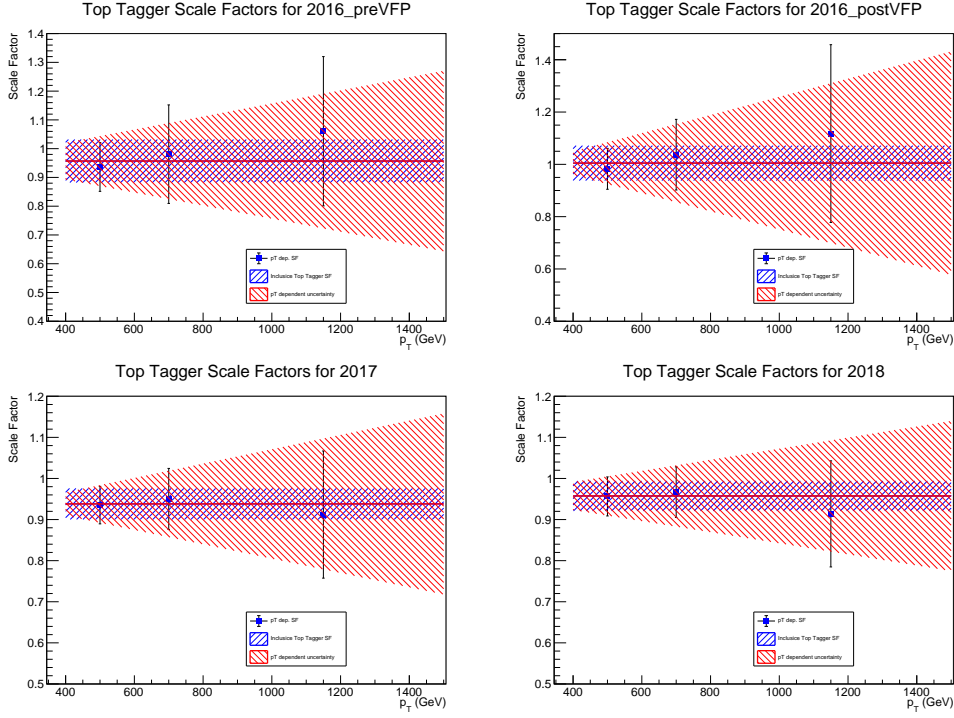 Top Tagger Scale Factors for 2016_preVFP
Scale Factor
1.4
1.3
1.2
1.1
1
0.9
0.8
0.7
0.6
0.5
0.4
pT dep. SF
Inclusice Top Tagger SF
pT dependent uncertainty
400 600 800 1000 1200 1400
p_T (GeV)
Top Tagger Scale Factors for 2016_postVFP
Scale Factor
1.4
1.2
1
0.8
0.6
0.4
pT dep. SF
Inclusice Top Tagger SF
pT dependent uncertainty
400 600 800 1000 1200 1400
p_T (GeV)
Top Tagger Scale Factors for 2017
Scale Factor
1.2
1.1
1
0.9
0.8
0.7
0.6
0.5
pT dep. SF
Inclusice Top Tagger SF
pT dependent uncertainty
400 600 800 1000 1200 1400
p_T (GeV)
Top Tagger Scale Factors for 2018
Scale Factor
1.2
1.1
1
0.9
0.8
0.7
0.6
0.5
pT dep. SF
Inclusice Top Tagger SF
pT dependent uncertainty
400 600 800 1000 1200 1400
p_T (GeV)